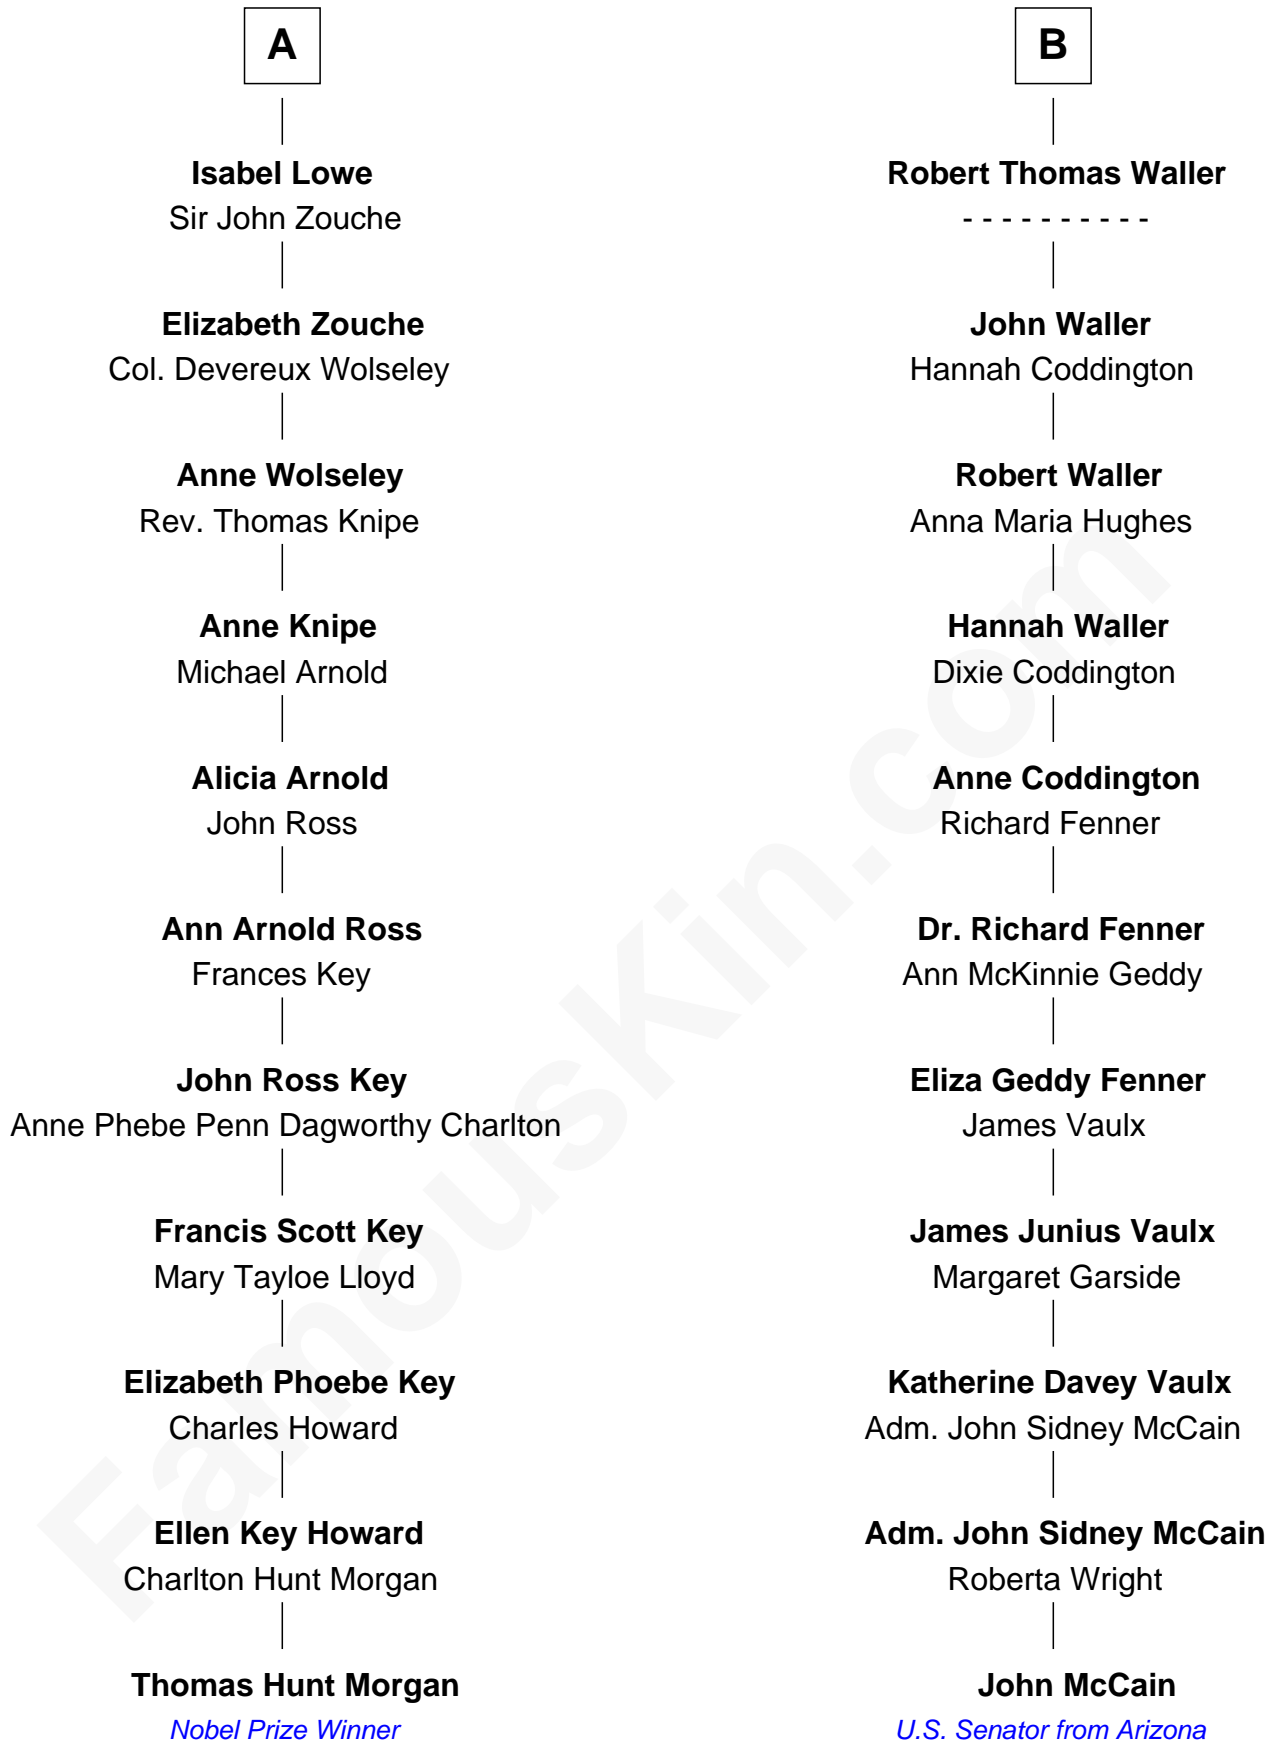 A
Isabel Lowe
Sir John Zouche
Elizabeth Zouche
Col. Devereux Wolseley
Anne Wolseley
Rev. Thomas Knipe
Anne Knipe
Michael Arnold
Alicia Arnold
John Ross
Ann Arnold Ross
Frances Key
John Ross Key
Anne Phebe Penn Dagworthy Charlton
Francis Scott Key
Mary Tayloe Lloyd
Elizabeth Phoebe Key
Charles Howard
Ellen Key Howard
Charlton Hunt Morgan
Thomas Hunt Morgan
Nobel Prize Winner
B
Robert Thomas Waller
- - - - - - - - - -
John Waller
Hannah Coddington
Robert Waller
Anna Maria Hughes
Hannah Waller
Dixie Coddington
Anne Coddington
Richard Fenner
Dr. Richard Fenner
Ann McKinnie Geddy
Eliza Geddy Fenner
James Vaulx
James Junius Vaulx
Margaret Garside
Katherine Davey Vaulx
Adm. John Sidney McCain
Adm. John Sidney McCain
Roberta Wright
John McCain
U.S. Senator from Arizona
FamousKin.com